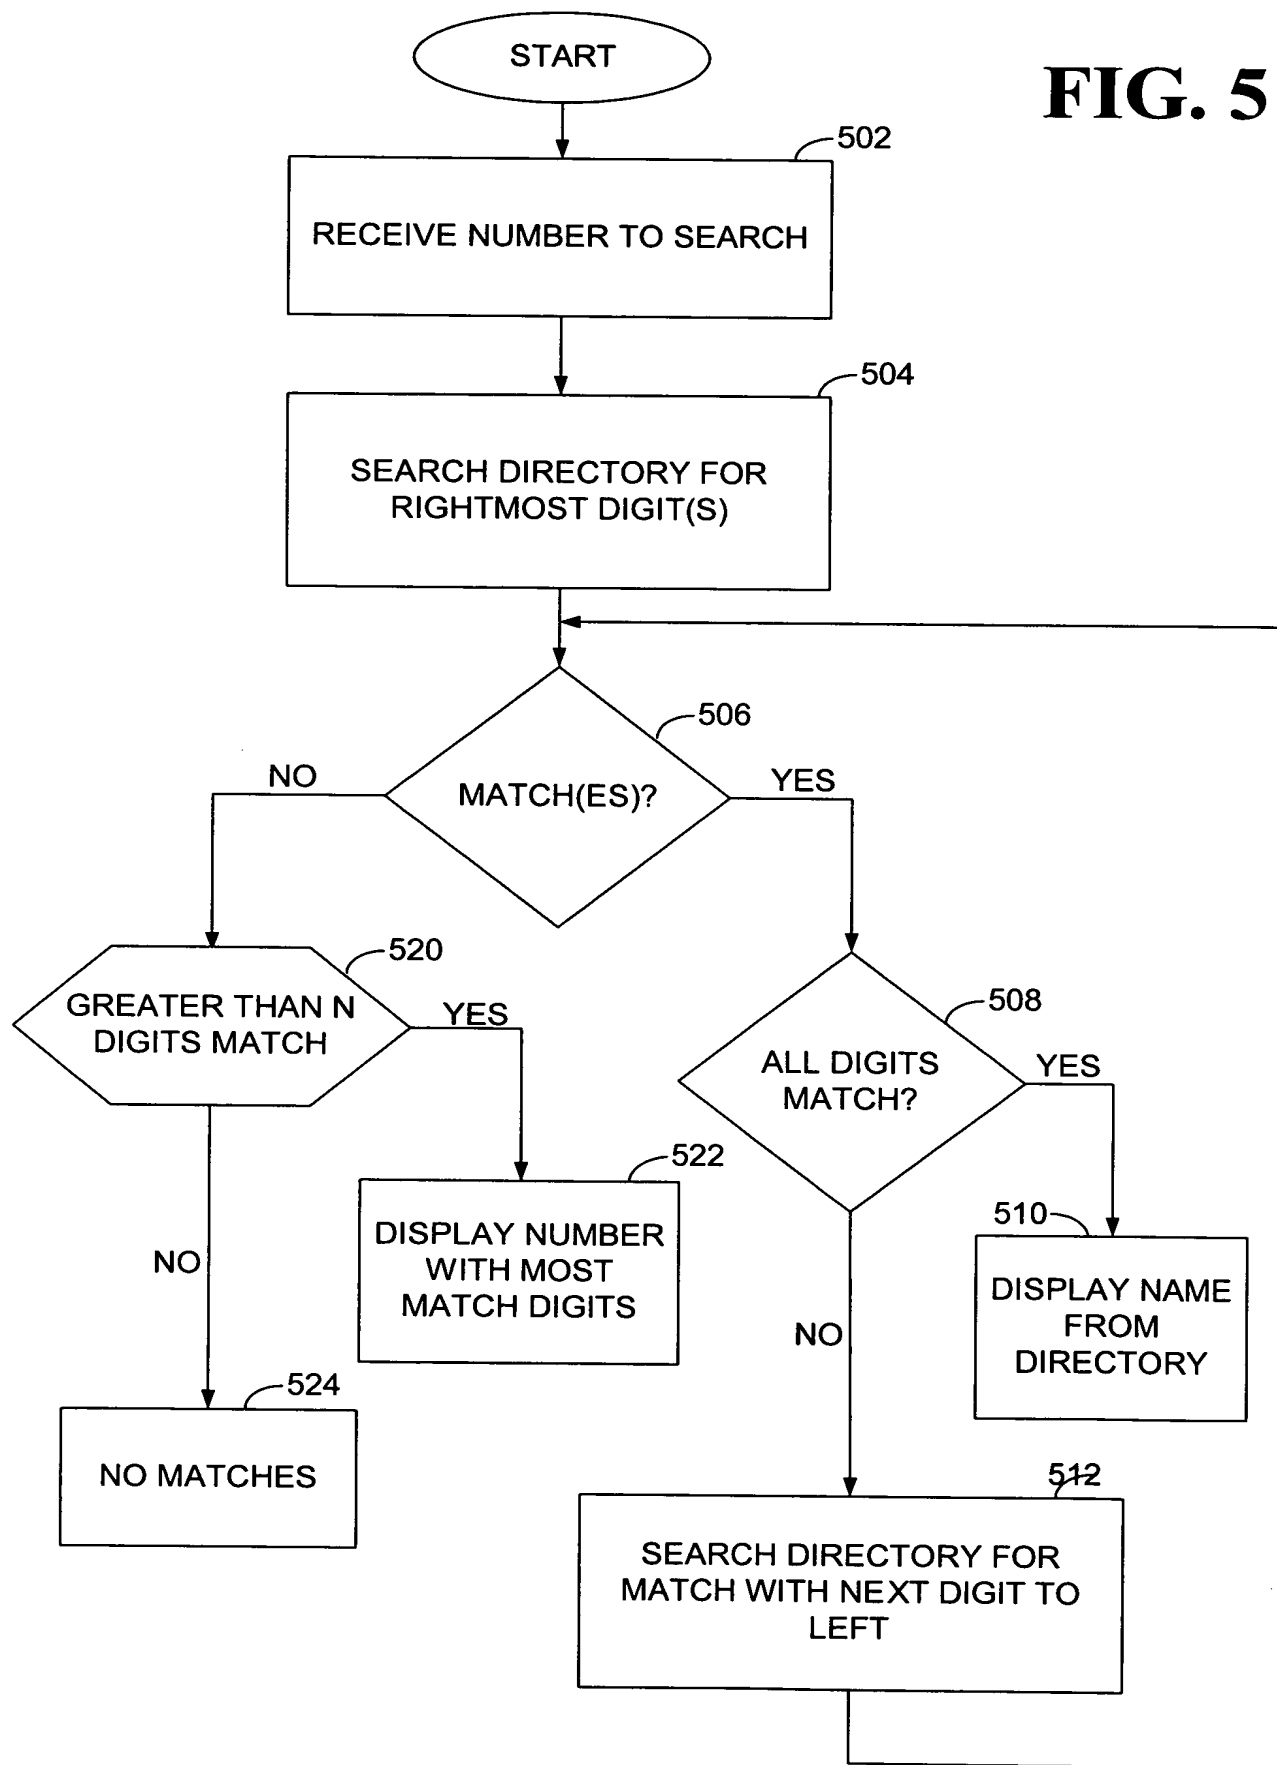 START
FIG. 5
502
RECEIVE NUMBER TO SEARCH
504
SEARCH DIRECTORY FOR
RIGHTMOST DIGIT(S)
506
NO
MATCH(ES)?
YES
520
GREATER THAN N
DIGITS MATCH
YES
508
ALL DIGITS
MATCH?
YES
522
DISPLAY NUMBER
WITH MOST
MATCH DIGITS
510
DISPLAY NAME
FROM
DIRECTORY
NO
NO
524
NO MATCHES
512
SEARCH DIRECTORY FOR
MATCH WITH NEXT DIGIT TO
LEFT